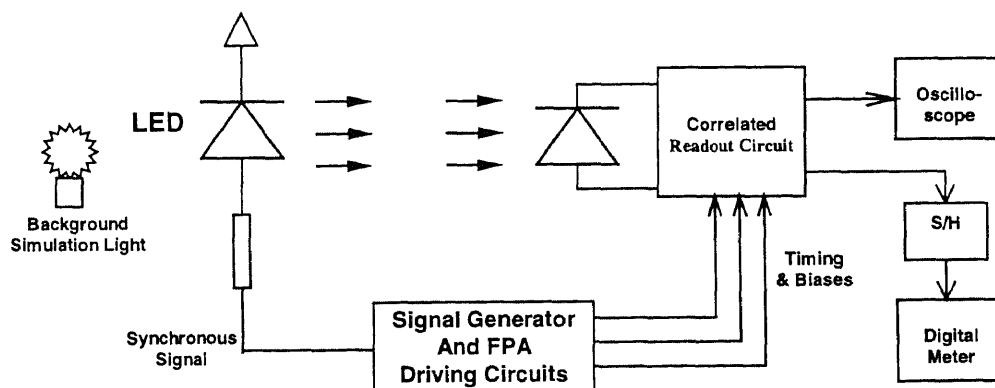 LED
Background
Simulation Light
Correlated
Readout Circuit
Oscillo-
scope
S/H
Digital
Meter
Timing
& Biases
Synchronous
Signal
Signal Generator
And FPA
Driving Circuits